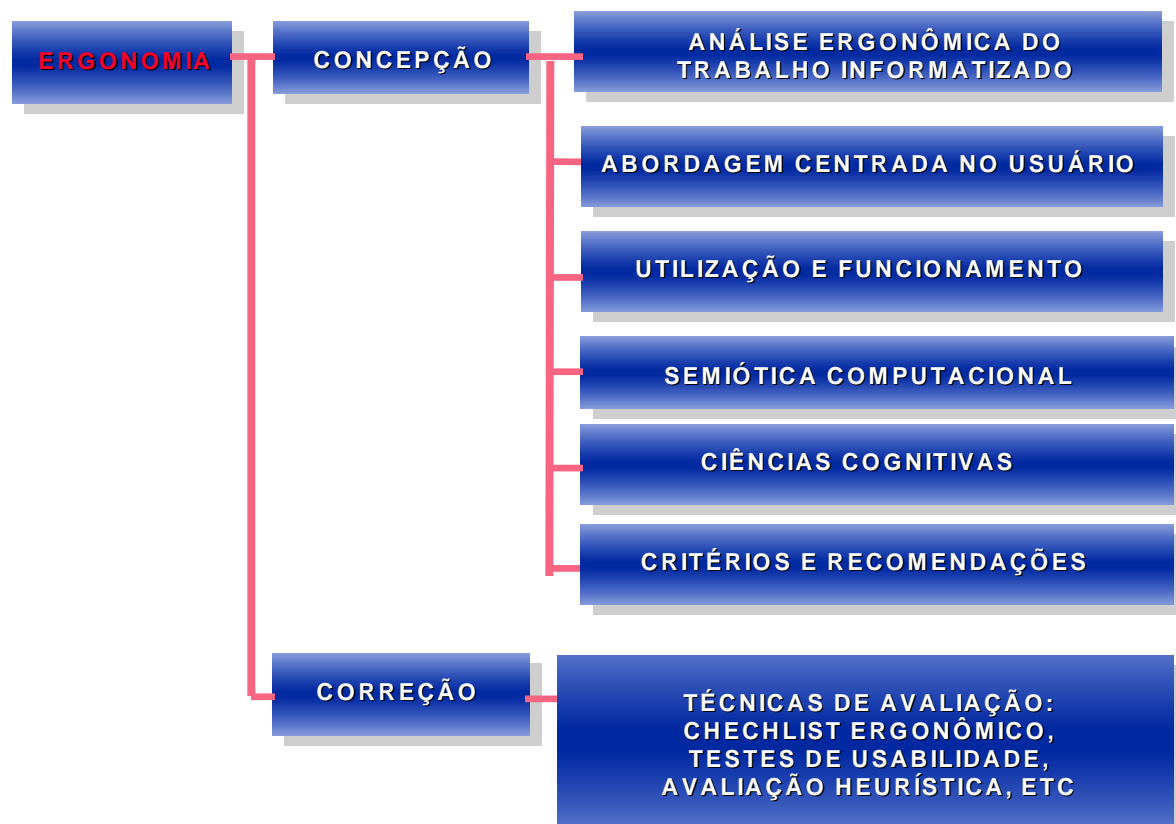 ERGONOMIA
CONCEPÇÃO
ANÁLISE ERGONÔMICA DO
TRABALHO INFORMATIZADO
ABORDAGEM CENTRADA NO USUÁRIO
UTILIZAÇÃO E FUNCIONAMENTO
SEMIÓTICA COMPUTACIONAL
CIÊNCIAS COGNITIVAS
CRITÉRIOS E RECOMENDAÇÕES
CORREÇÃO
TÉCNICAS DE AVALIAÇÃO:
CHECHLIST ERGONÔMICO,
TESTES DE USABILIDADE,
AVALIAÇÃO HEURÍSTICA, ETC